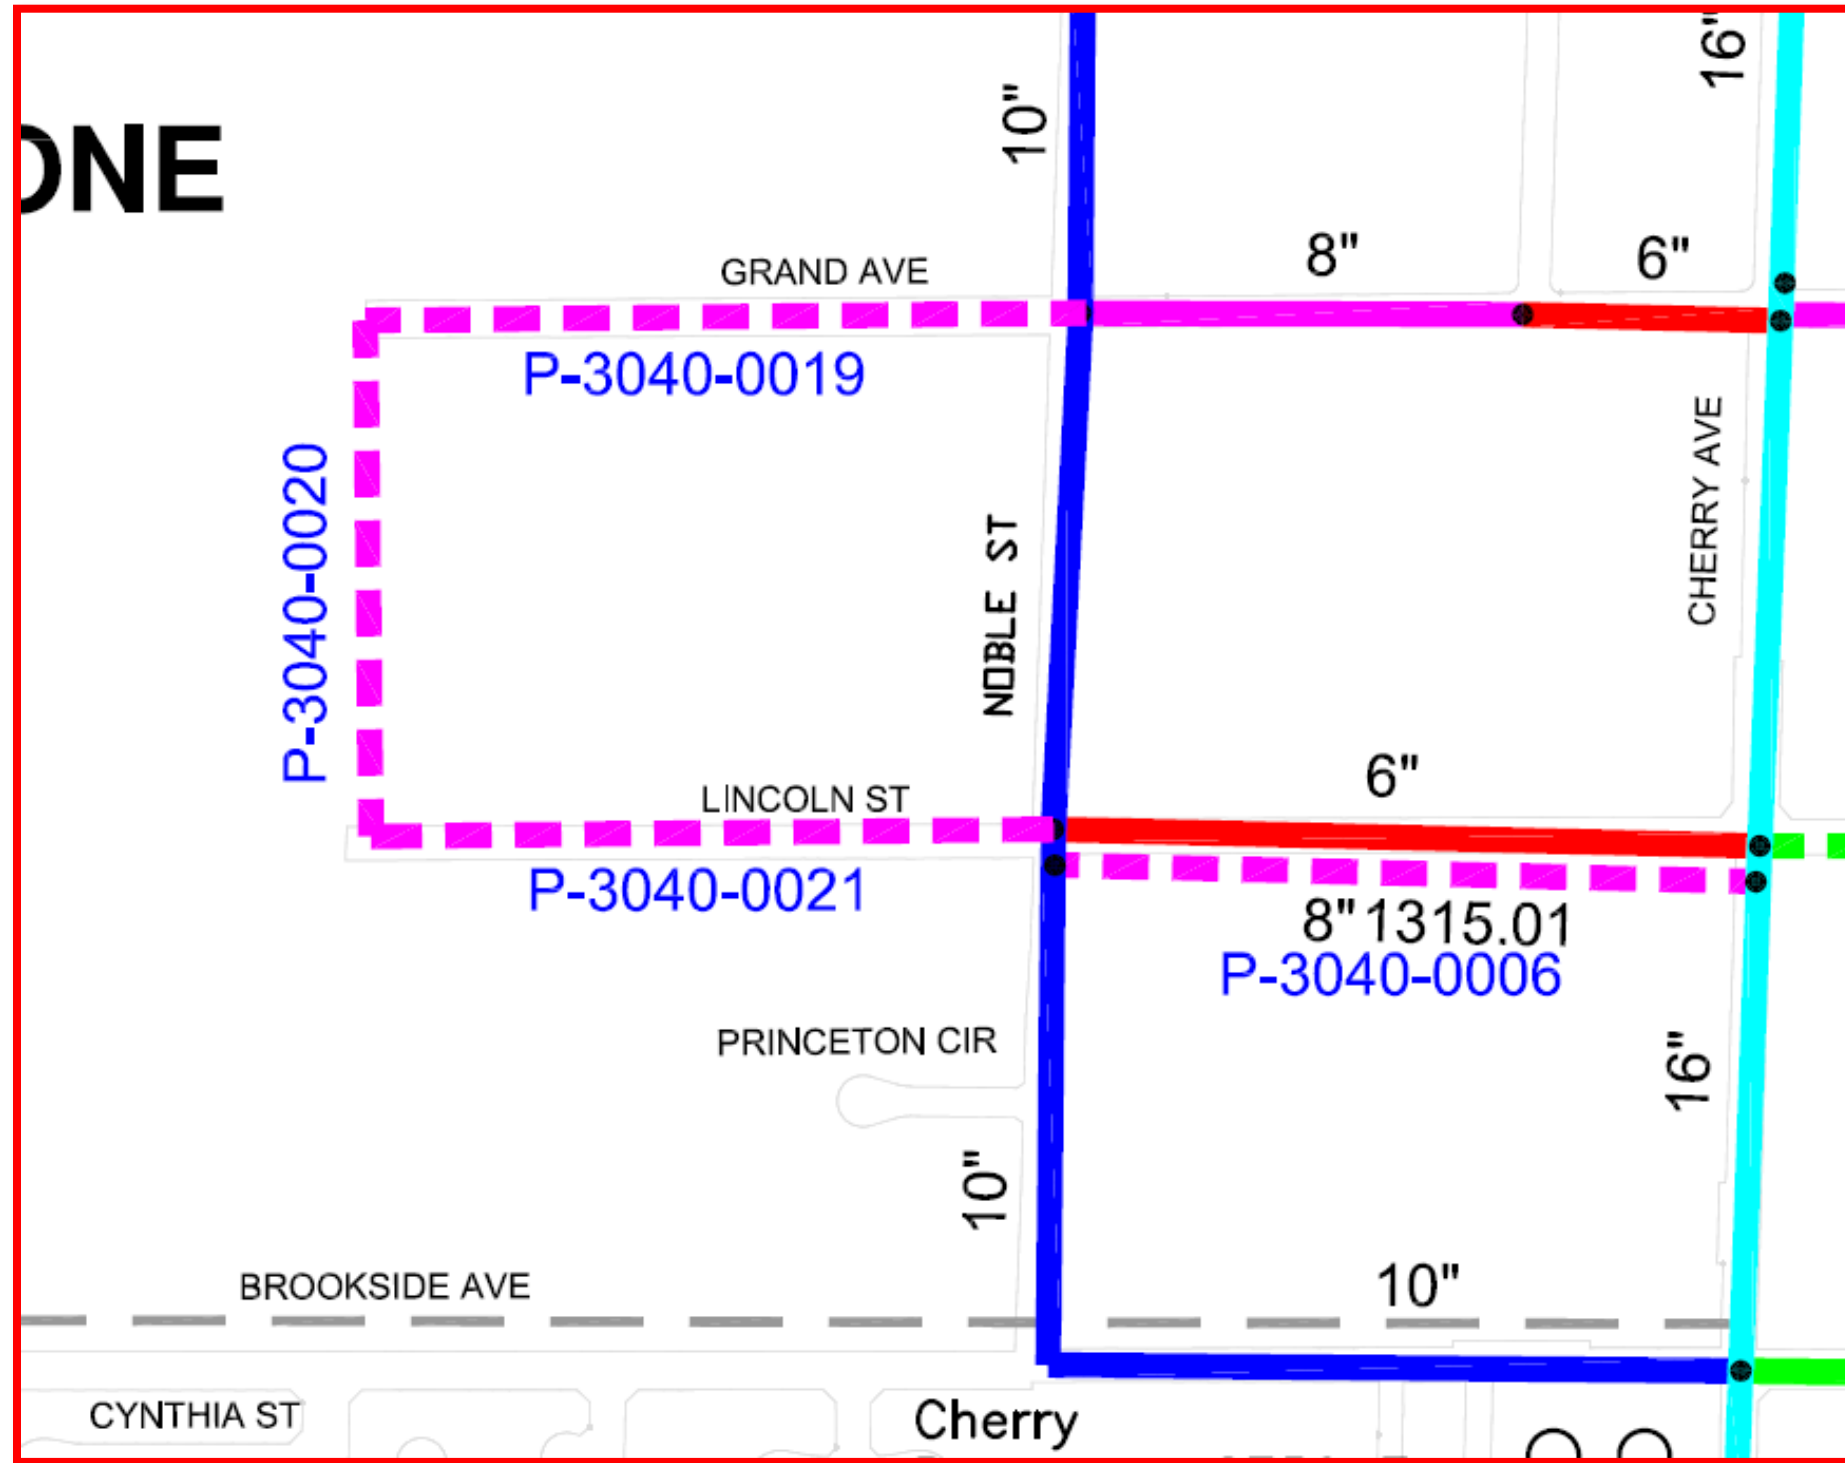 16"
10"
ONE
8"
6"
GRAND AVE
P-3040-0019
CHERRY AVE
P-3040-0020
NOBLE ST
6"
LINCOLN ST
P-3040-0021
8" 1315.01
P-3040-0006
PRINCETON CIR
16"
10"
BROOKSIDE AVE
10"
CYNTHIA ST
Cherry